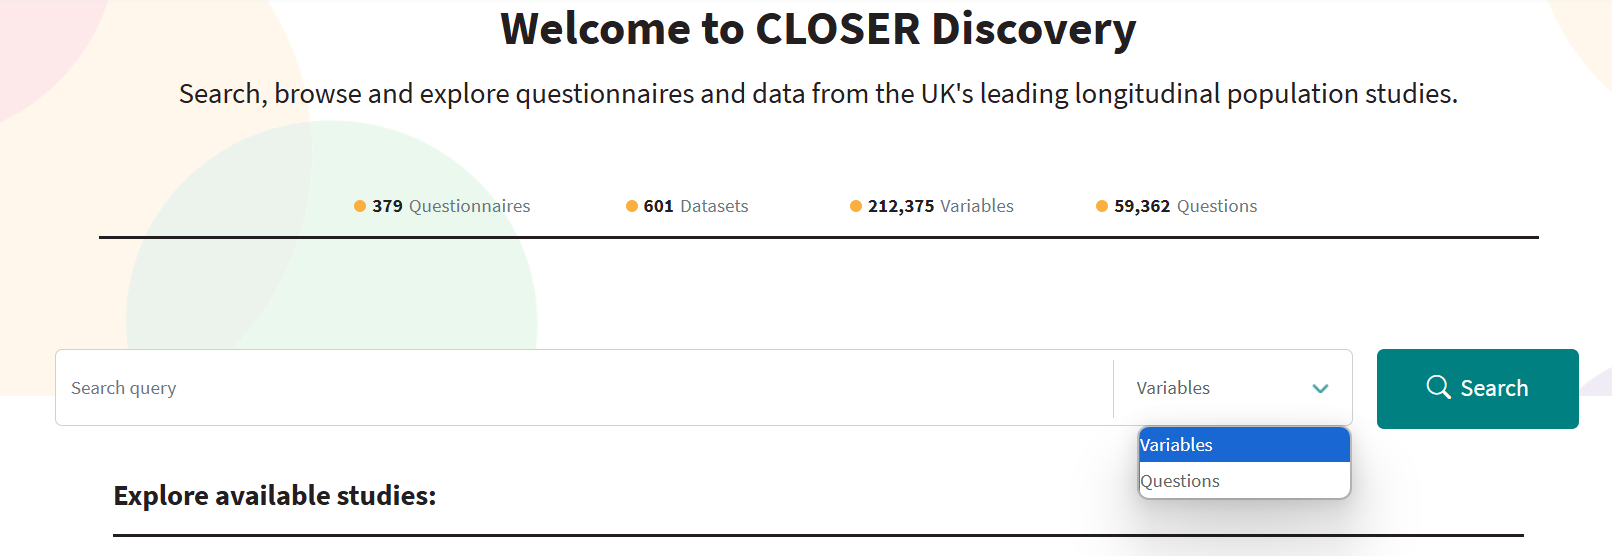 Welcome to CLOSER Discovery
Search, browse and explore questionnaires and data from the UK's leading longitudinal population studies.
379 Questionnaires 601 Datasets 212,375 Variables 59,362 Questions
Search query Variables Search
Variables
Questions
Explore available studies: